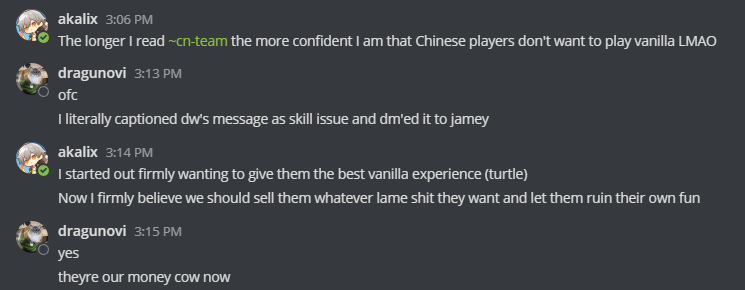 akalix 3:06 PM
The longer I read ~cn-team the more confident I am that Chinese players don't want to play vanilla LMAO
dragunovi 3:13 PM
ofc
I literally captioned dw's message as skill issue and dm'ed it to jamey
akalix 3:14 PM
I started out firmly wanting to give them the best vanilla experience (turtle)
Now I firmly believe we should sell them whatever lame shit they want and let them ruin their own fun
dragunovi 3:15 PM
yes
theyre our money cow now